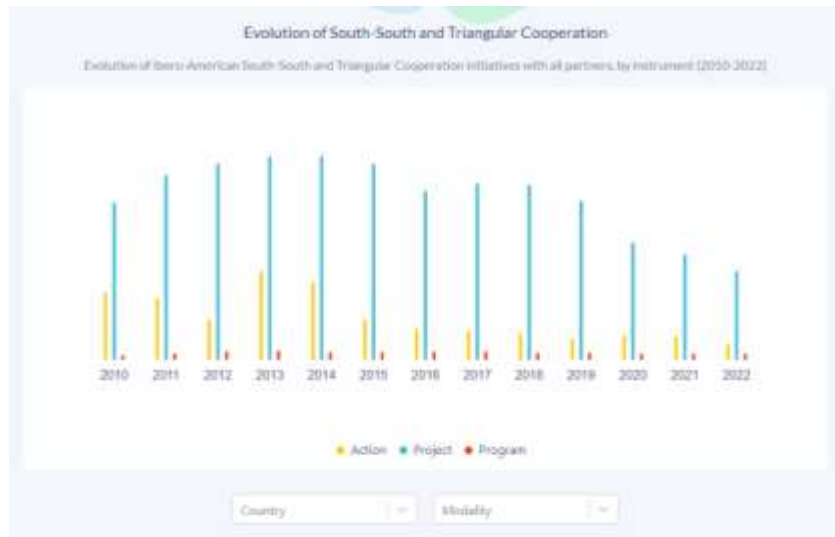 Evolution of South-South and Triangular Cooperation
Evolution of Ibero-American South-South and Triangular Cooperation initiatives with all partners, by instrument (2010-2022)
2010 2011 2012 2013 2014 2015 2016 2017 2018 2019 2020 2021 2022
Action Project Program
Country Modality